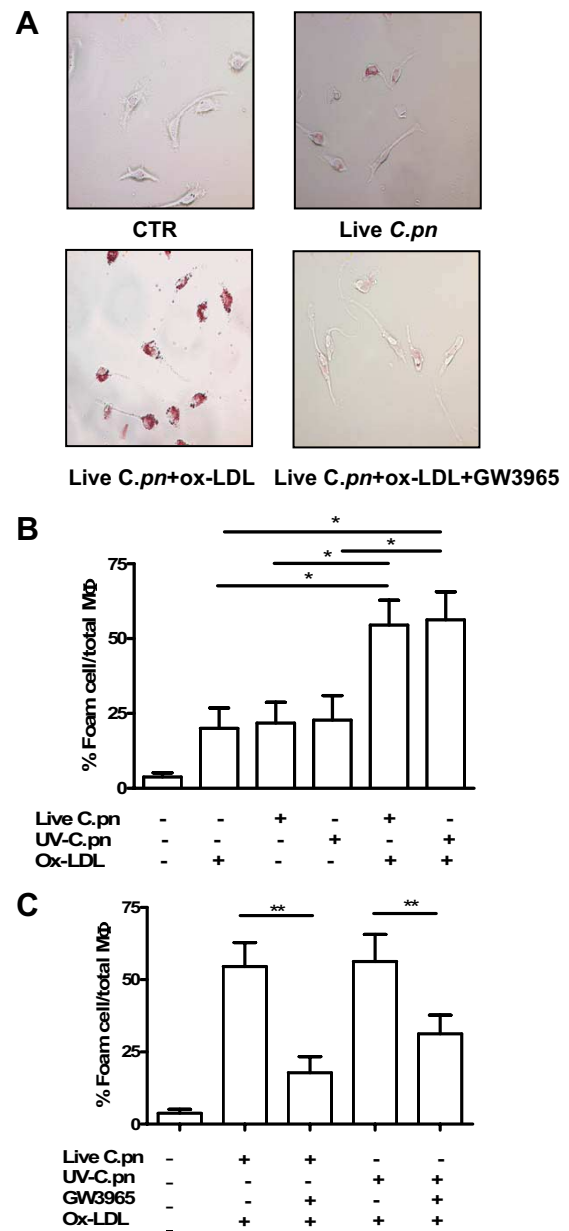 A
CTR
Live C.pn
Live C.pn+ox-LDL
Live C.pn+ox-LDL+GW3965
B
* 
*
*
*
% Foam cell/total MΦ
75
50
25
0
Live C.pn - - + - + -
UV-C.pn - - - + - +
Ox-LDL - + - - + +
C
** **
% Foam cell/total MΦ
75
50
25
0
Live C.pn - + + - -
UV-C.pn - - - + +
GW3965 - - + - +
Ox-LDL - + + + +